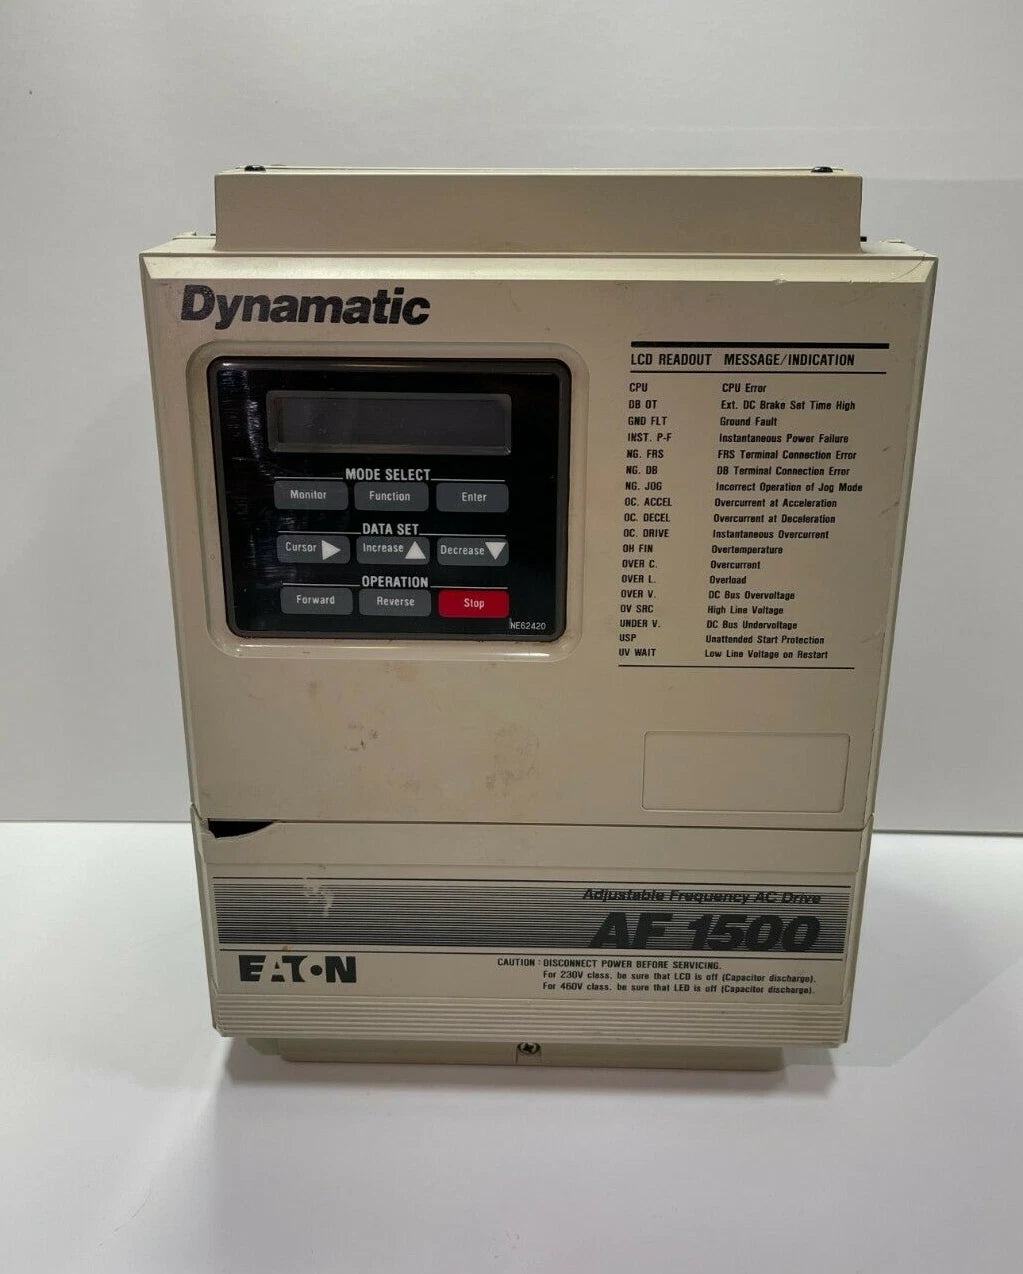 Dynamatic
MODE SELECT
Monitor Function Enter
DATA SET
Cursor Increase Decrease
OPERATION
Forward Reverse Stop
NE62420
LCD READOUT MESSAGE/INDICATION
CPU CPU Error
DB OT Ext. DC Brake Set Time High
GND FLT Ground Fault
INST. P-F Instantaneous Power Failure
NG. FRS FRS Terminal Connection Error
NG. DB DB Terminal Connection Error
NG. JOG Incorrect Operation of Jog Mode
OC. ACCEL Overcurrent at Acceleration
OC. DECEL Overcurrent at Deceleration
OC. DRIVE Instantaneous Overcurrent
OH FIN Overtemperature
OVER C. Overcurrent
OVER L. Overload
OVER V. DC Bus Overvoltage
OV SRC High Line Voltage
UNDER V. DC Bus Undervoltage
USP Unattended Start Protection
UV WAIT Low Line Voltage on Restart
Adjustable Frequency AC Drive
AF 1500
EATON
CAUTION : DISCONNECT POWER BEFORE SERVICING.
For 230V class. be sure that LCD is off (Capacitor discharge).
For 460V class. be sure that LED is off (Capacitor discharge).